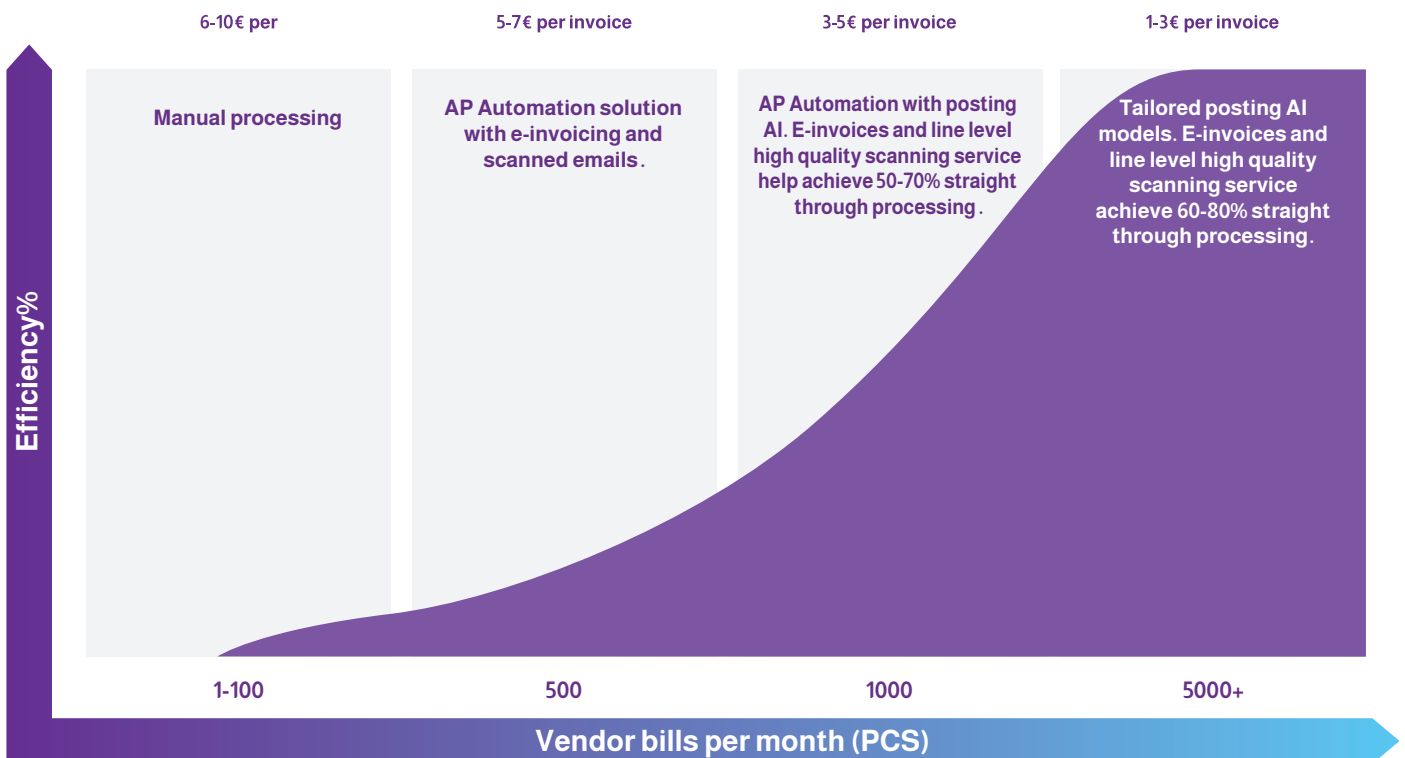 6-10€ per
5-7€ per invoice
3-5€ per invoice
1-3€ per invoice
Manual processing
AP Automation solution
with e-invoicing and
scanned emails.
AP Automation with posting
AI. E-invoices and line level
high quality scanning service
help achieve 50-70% straight
through processing.
Tailored posting AI
models. E-invoices and
line level high quality
scanning service
achieve 60-80% straight
through processing.
Efficiency%
1-100
500
1000
5000+
Vendor bills per month (PCS)